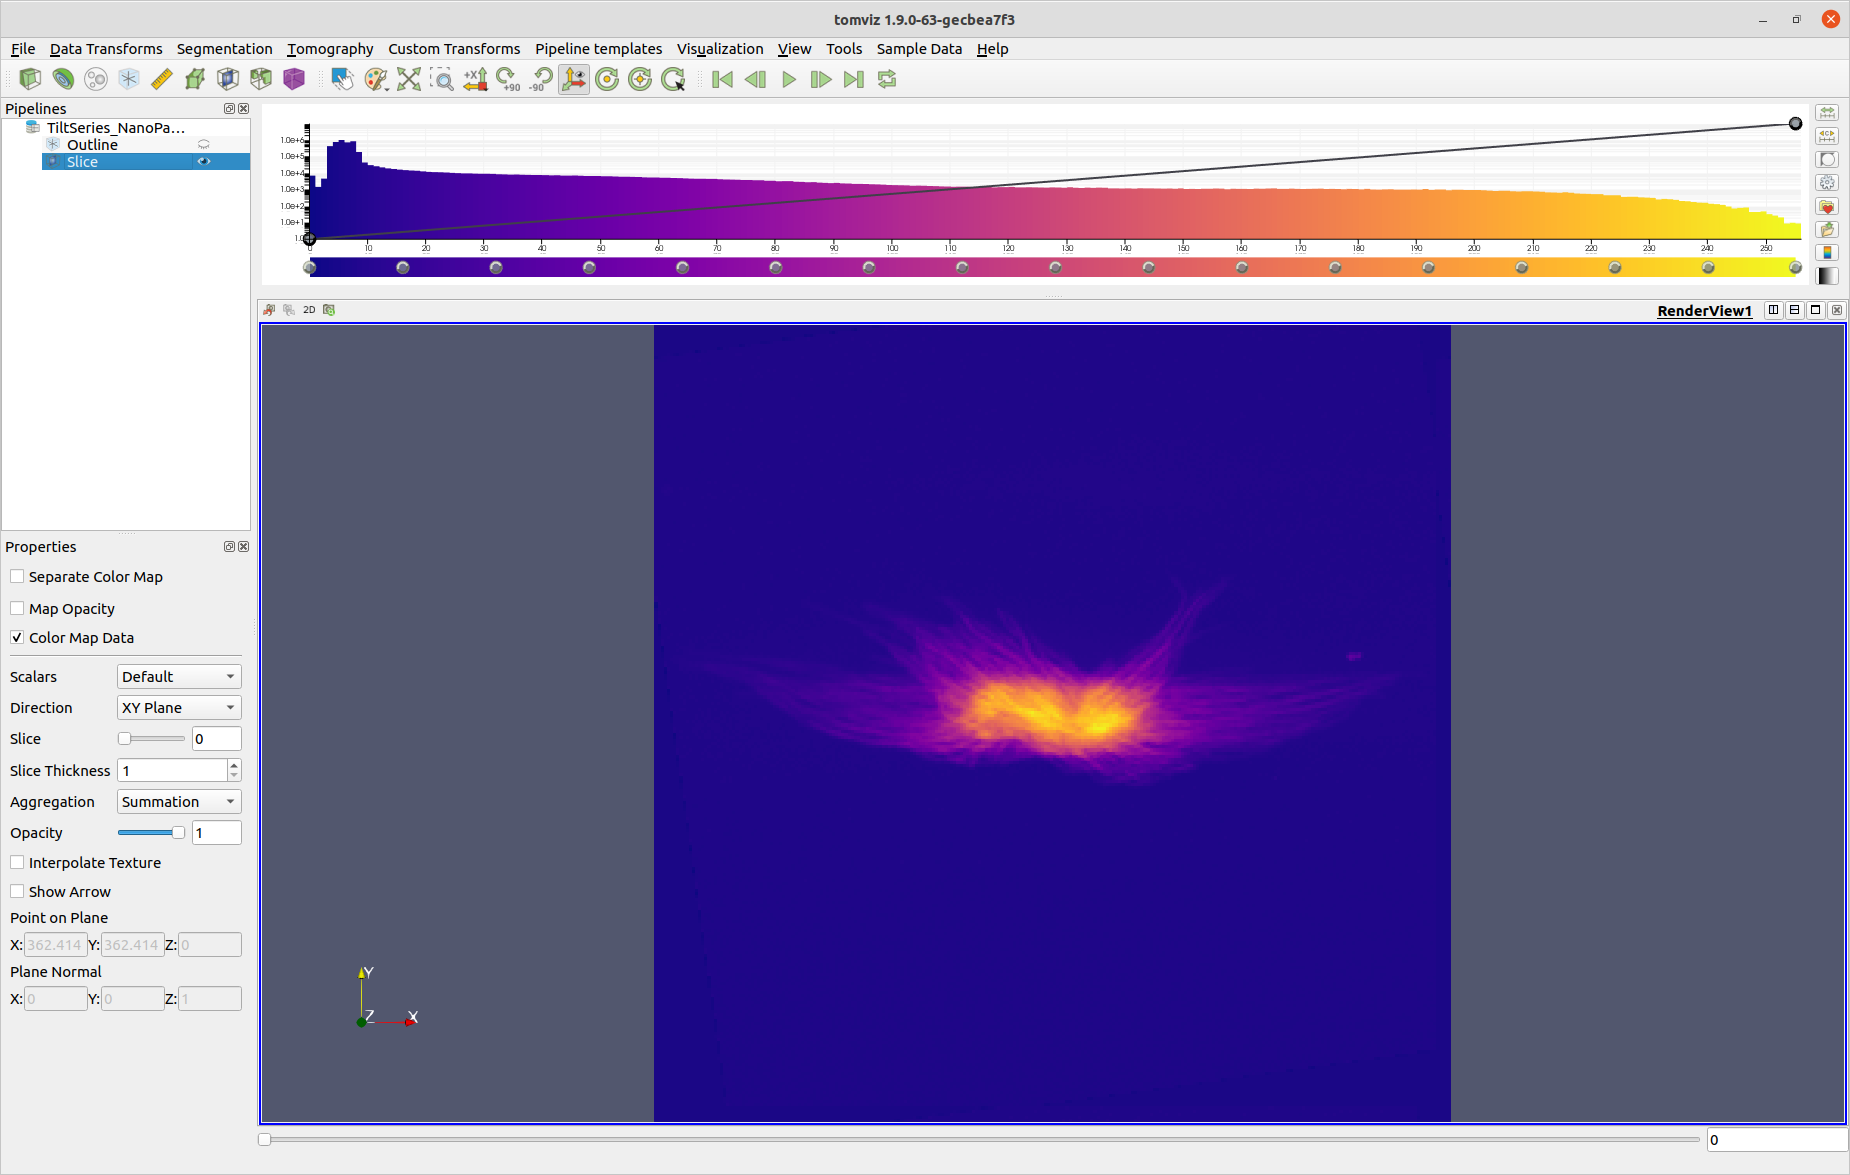 tomviz 1.9.0-63-gecbea7f3
File Data Transforms Segmentation Tomography Custom Transforms Pipeline templates Visualization View Tools Sample Data Help
+X +90 -90
Pipelines
TiltSeries_NanoPa...
Outline
Slice
1.0e+6
1.0e+5
1.0e+4
1.0e+3
1.0e+2
1.0e+1
1.0
0 10 20 30 40 50 60 70 80 90 100 110 120 130 140 150 160 170 180 190 200 210 220 230 240 250
2D
RenderView1
Properties
Separate Color Map
Map Opacity
Color Map Data
Scalars Default
Direction XY Plane
Slice 0
Slice Thickness 1
Aggregation Summation
Opacity 1
Interpolate Texture
Show Arrow
Point on Plane
X: 362.414 Y: 362.414 Z: 0
Plane Normal
X: 0 Y: 0 Z: 1
Y
Z X
0